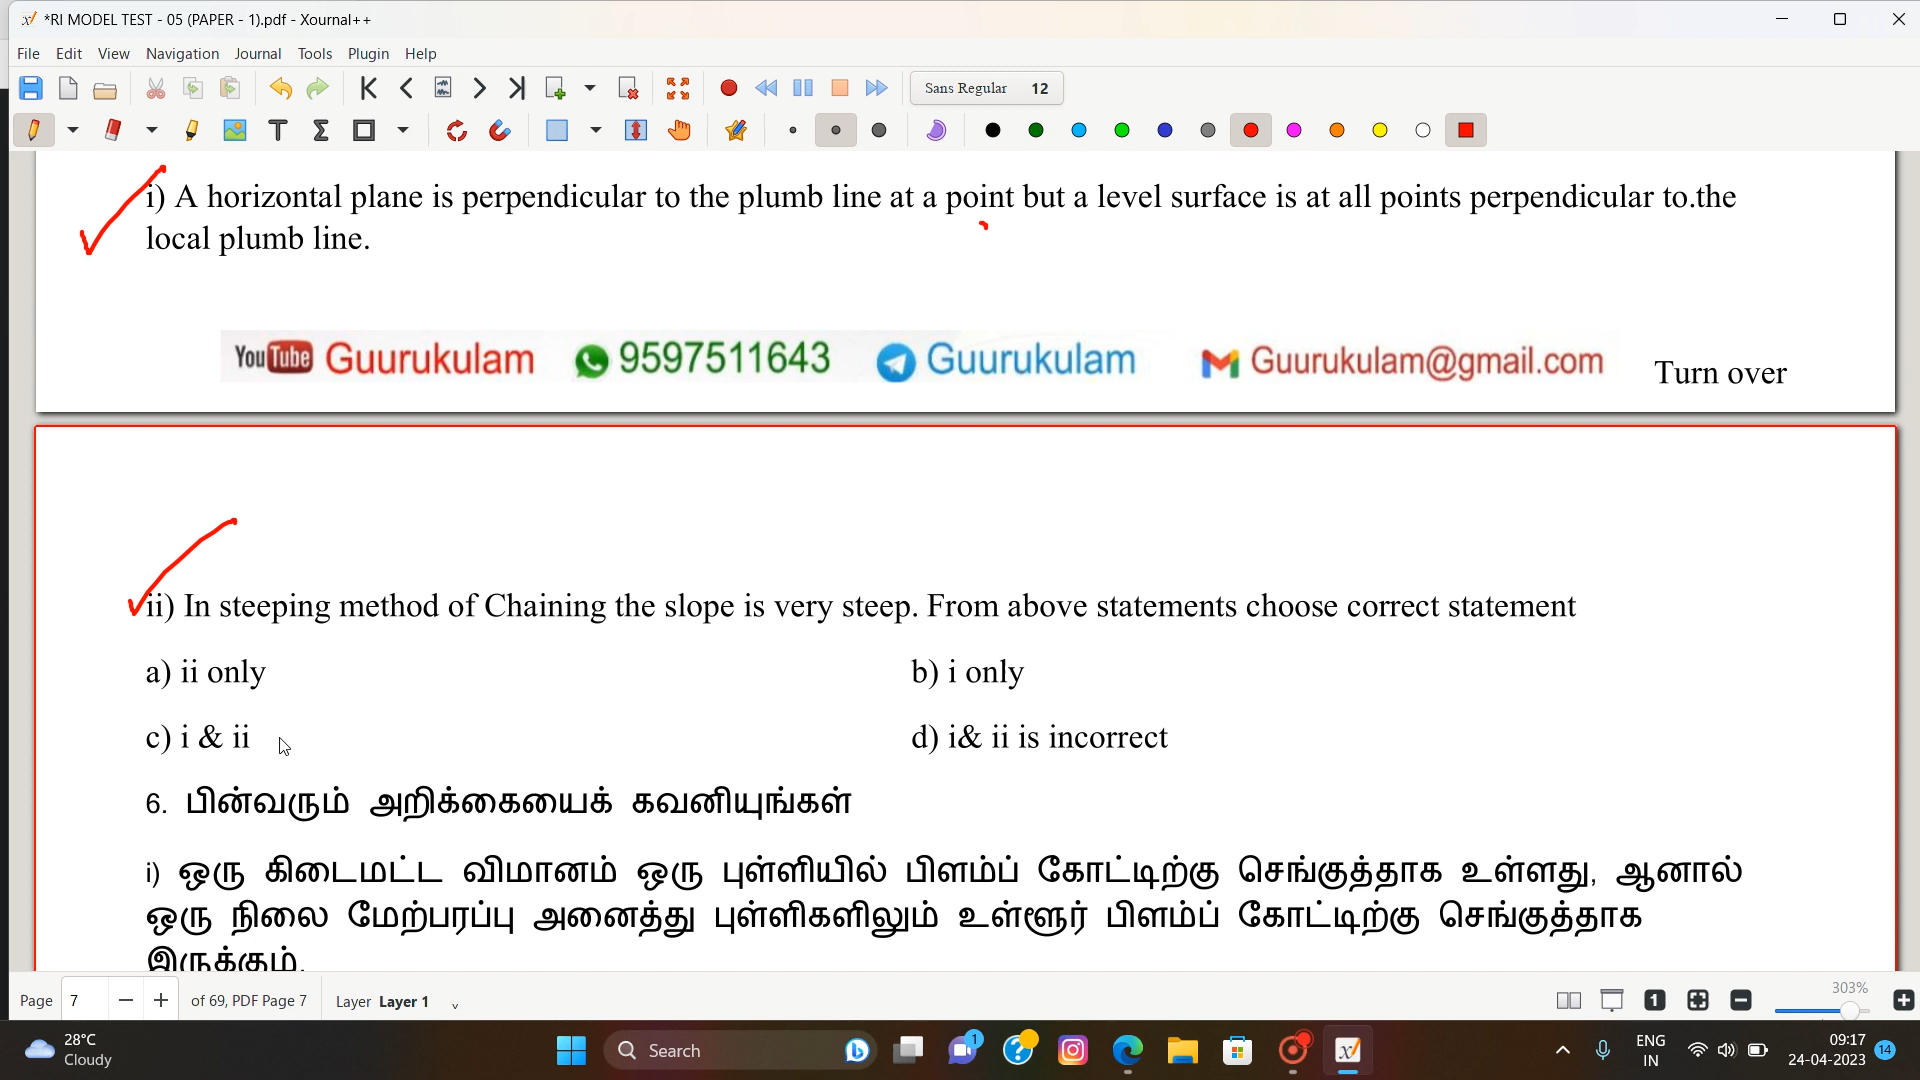 *RI MODEL TEST - 05 (PAPER - 1).pdf - Xournal++
File Edit View Navigation Journal Tools Plugin Help
Sans Regular 12
i) A horizontal plane is perpendicular to the plumb line at a point but a level surface is at all points perpendicular to.the
local plumb line.
YouTube Guurukulam 9597511643 Guurukulam Guurukulam@gmail.com
Turn over
ii) In steeping method of Chaining the slope is very steep. From above statements choose correct statement
a) ii only b) i only
c) i & ii d) i& ii is incorrect
6. பின்வரும் அறிக்கையைக் கவனியுங்கள்
i) ஒரு கிடைமட்ட விமானம் ஒரு புள்ளியில் பிளம்ப் கோட்டிற்கு செங்குத்தாக உள்ளது, ஆனால்
ஒரு நிலை மேற்பரப்பு அனைத்து புள்ளிகளிலும் உள்ளூர் பிளம்ப் கோட்டிற்கு செங்குத்தாக
இருக்கும்.
Page 7 of 69, PDF Page 7 Layer Layer 1 1 303%
28°C
Cloudy
Search
1
ENG
IN
09:17
24-04-2023
14